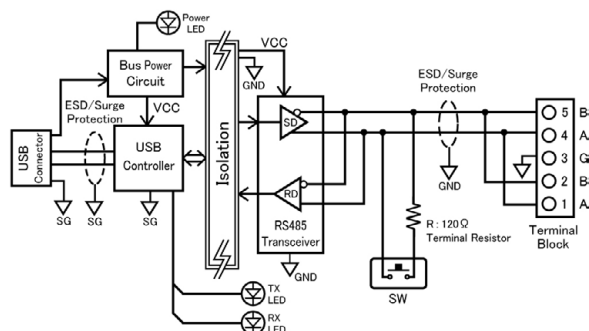 Power
LED
Bus Power
Circuit
VCC
GND
ESD/Surge
Protection
VCC
USB
Connector
USB
Controller
Isolation
SG
SG
SG
TX
LED
RX
LED
VCC
SD
RD
RS485
Transceiver
GND
ESD/Surge
Protection
GND
R : 120Ω
Terminal Resistor
SW
5 B
4 A
3 G
2 B
1 A
Terminal
Block